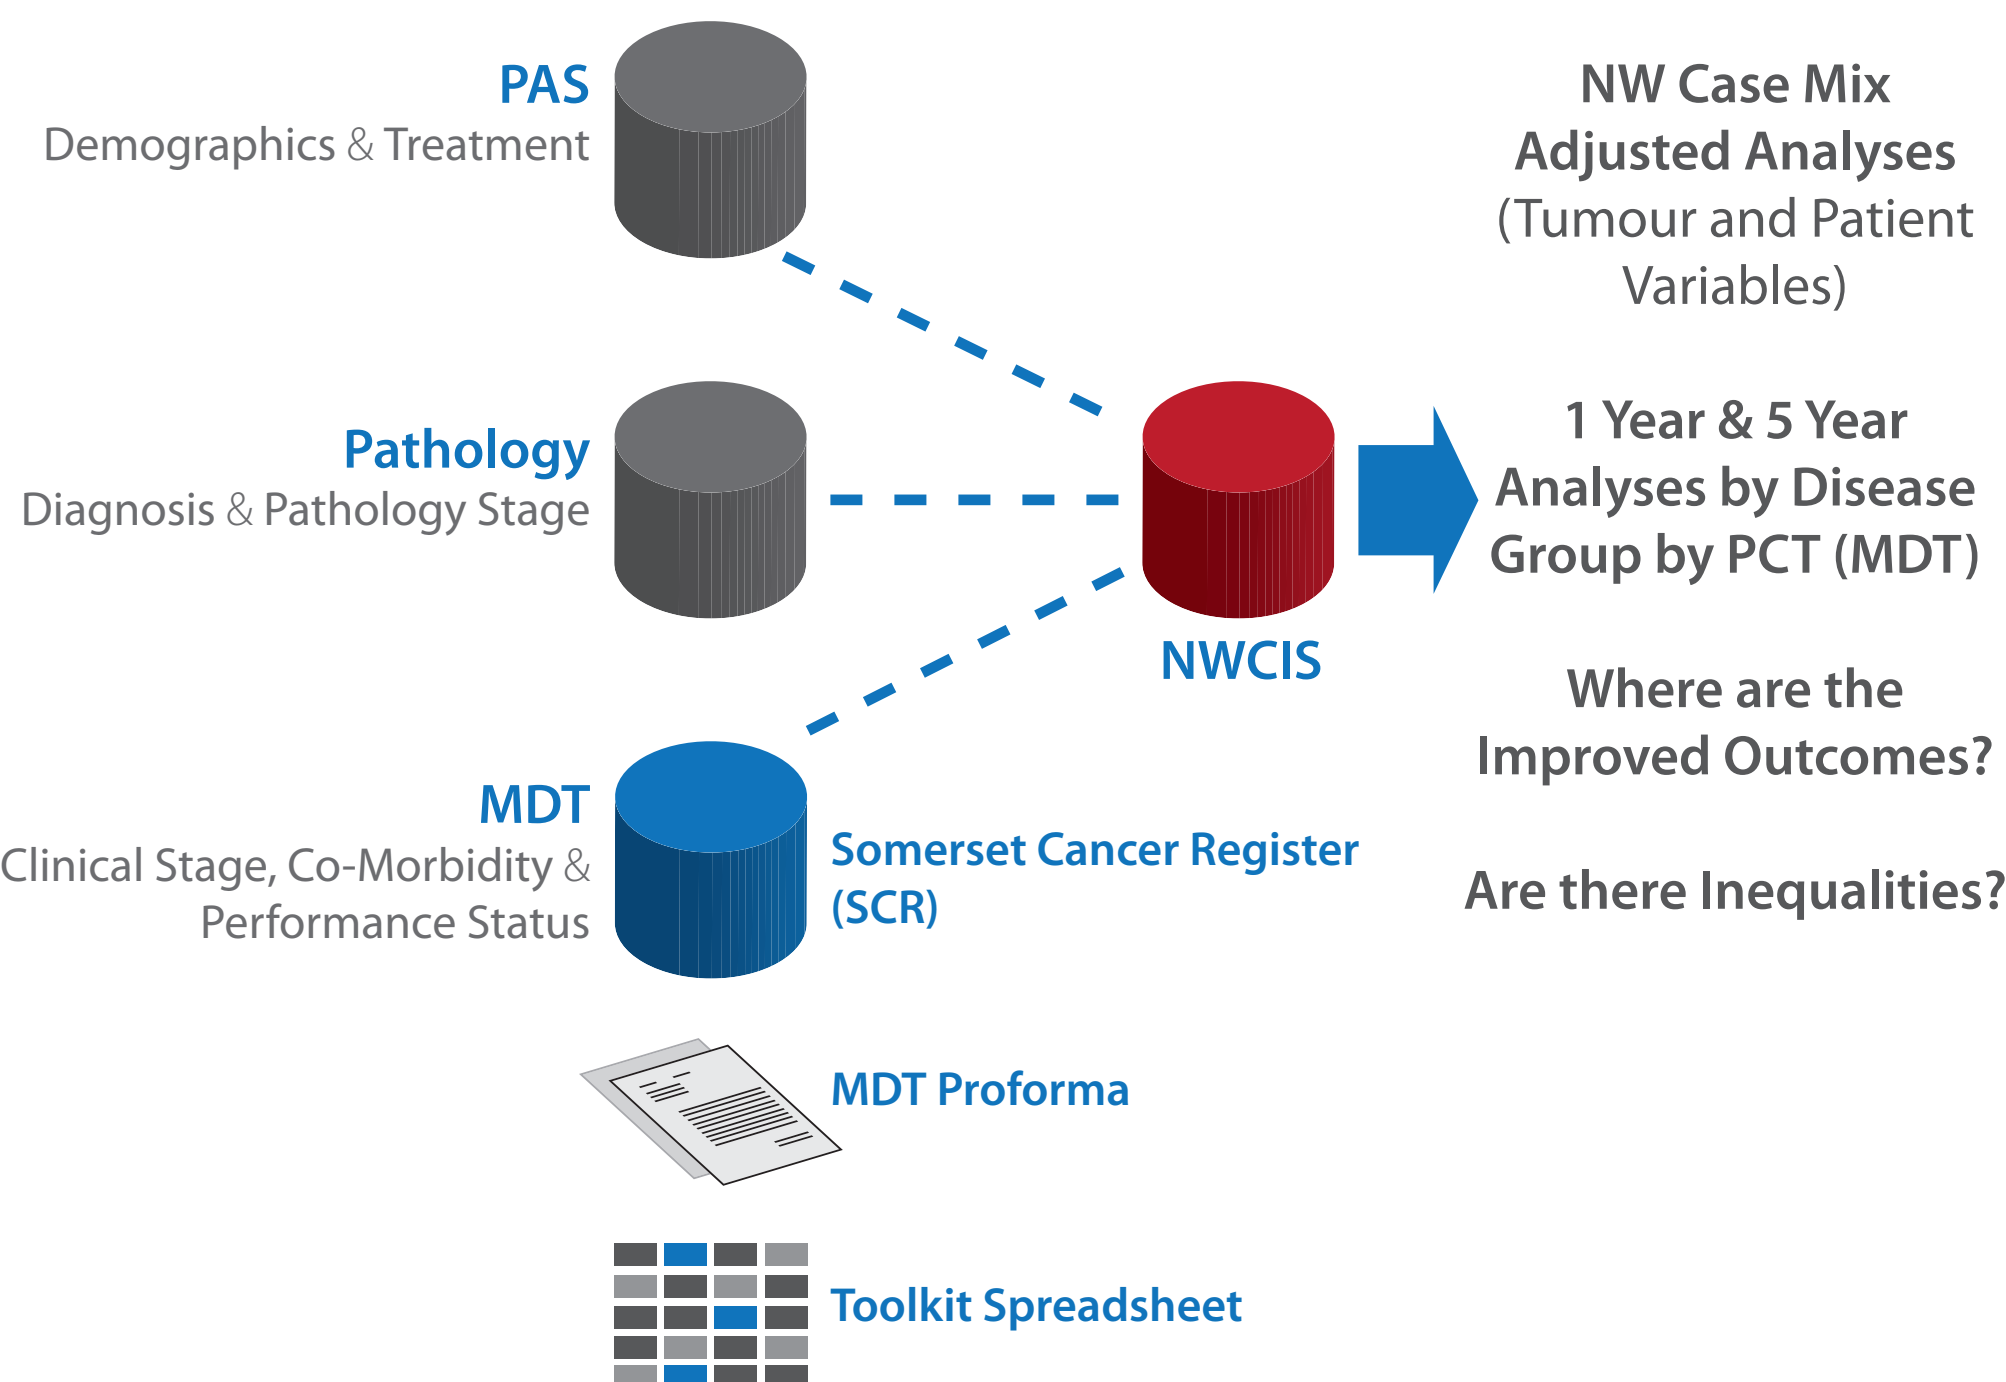 PAS
Demographics & Treatment
Pathology
Diagnosis & Pathology Stage
MDT
Clinical Stage, Co-Morbidity &
Performance Status
Somerset Cancer Register
(SCR)
MDT Proforma
Toolkit Spreadsheet
NWCIS
NW Case Mix
Adjusted Analyses
(Tumour and Patient
Variables)
1 Year & 5 Year
Analyses by Disease
Group by PCT (MDT)
Where are the
Improved Outcomes?
Are there Inequalities?